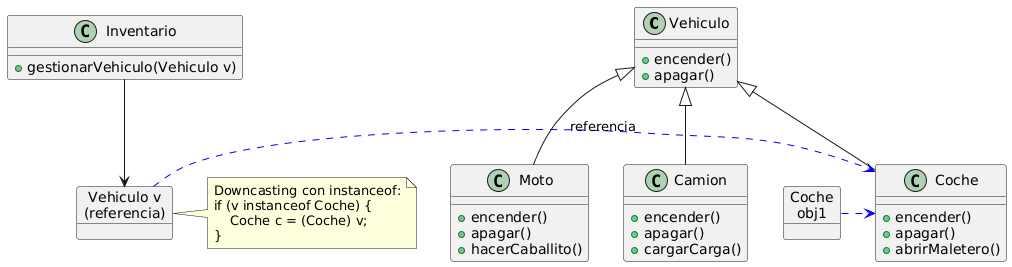 C Inventario
gestionarVehiculo(Vehiculo v)
C Vehiculo
encender()
apagar()
referencia
Vehiculo v
(referencia)
Downcasting con instanceof:
if (v instanceof Coche) {
    Coche c = (Coche) v;
}
C Moto
encender()
apagar()
hacerCaballito()
C Camion
encender()
apagar()
cargarCarga()
Coche
obj1
C Coche
encender()
apagar()
abrirMaletero()